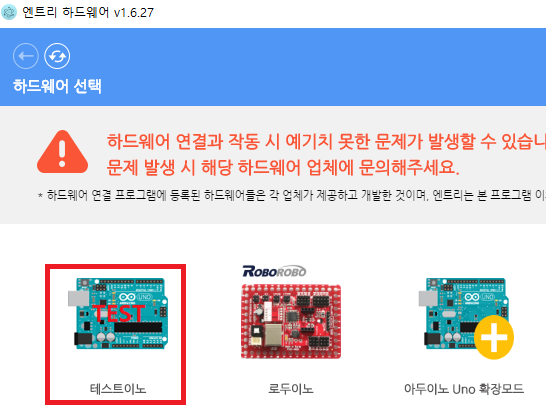 엔트리 하드웨어 v1.6.27
하드웨어 선택
하드웨어 연결과 작동 시 예기치 못한 문제가 발생할 수 있습니
문제 발생 시 해당 하드웨어 업체에 문의해주세요.
* 하드웨어 연결 프로그램에 등록된 하드웨어들은 각 업체가 제공하고 개발한 것이며, 엔트리는 본 프로그램 이
ROBOROBO
UNO
TEST
테스트이노
로두이노
아두이노 Uno 확장모드